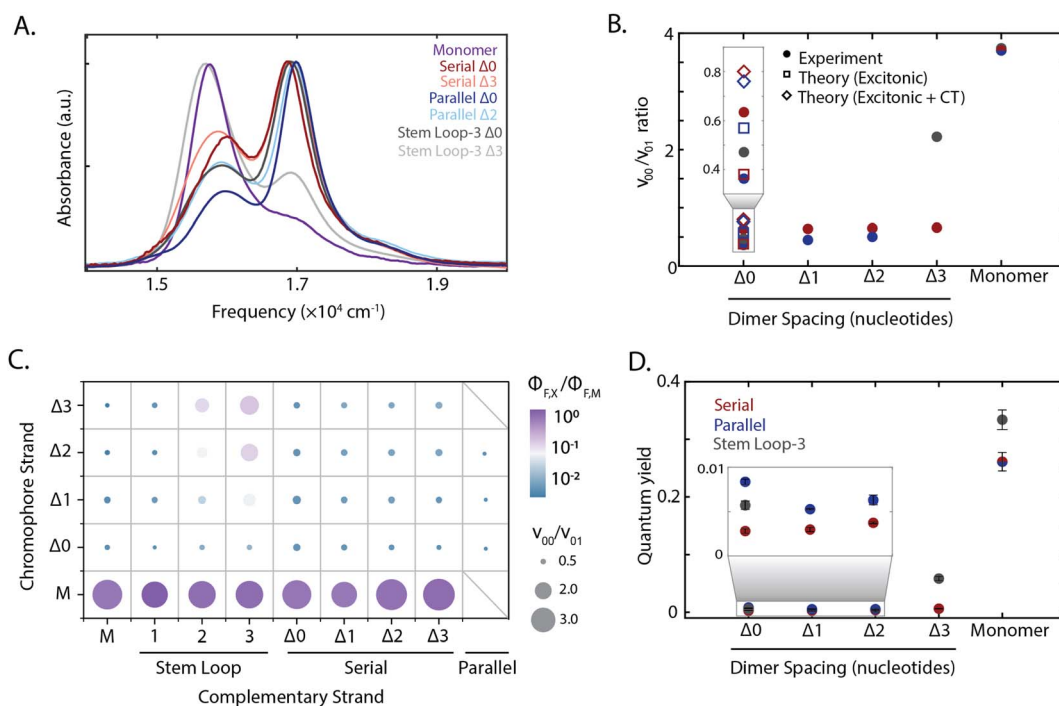 A.
Monomer
Serial Δ0
Serial Δ3
Parallel Δ0
Parallel Δ2
Stem Loop-3 Δ0
Stem Loop-3 Δ3
Absorbance (a.u.)
1.5
1.7
1.9
Frequency (×10⁴ cm⁻¹)
B.
4
2
0
ν₀₀/ν₀₁ ratio
0.8
0.6
0.4
Experiment
Theory (Excitonic)
Theory (Excitonic + CT)
Δ0
Δ1
Δ2
Δ3
Monomer
Dimer Spacing (nucleotides)
C.
Chromophore Strand
Δ3
Δ2
Δ1
Δ0
M
M
1
2
3
Δ0
Δ1
Δ2
Δ3
Stem Loop
Serial
Parallel
Complementary Strand
Φ_F,X/Φ_F,M
10⁰
10⁻¹
10⁻²
ν₀₀/ν₀₁
0.5
2.0
3.0
D.
Quantum yield
0.4
0.2
0
Serial
Parallel
Stem Loop-3
0.01
0
Δ0
Δ1
Δ2
Δ3
Monomer
Dimer Spacing (nucleotides)